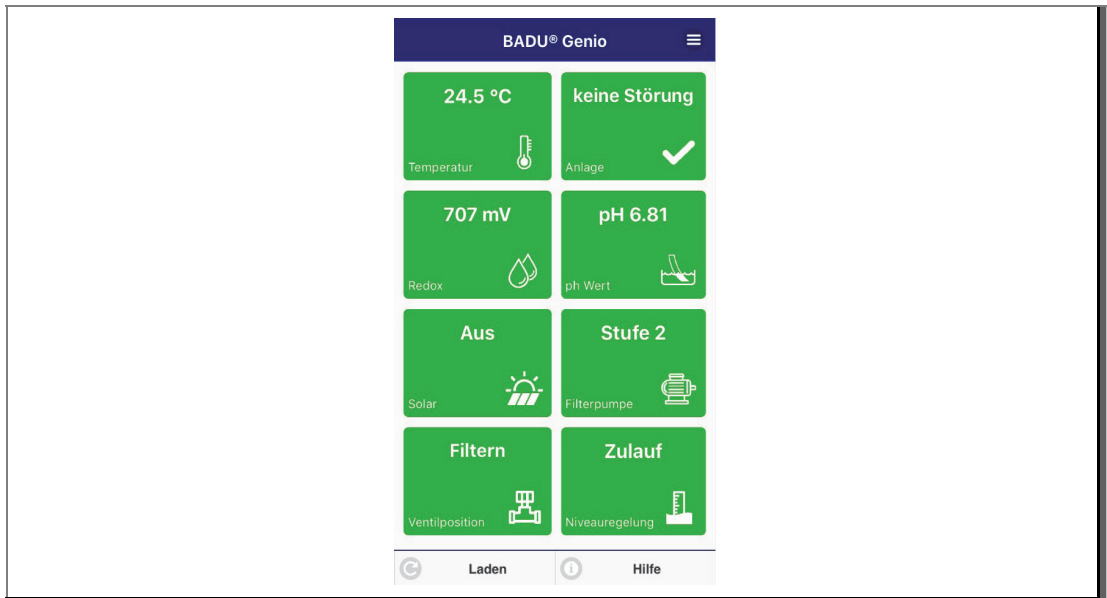 BADU® Genio
24.5 °C
Temperatur
keine Störung
Anlage
707 mV
Redox
pH 6.81
ph Wert
Aus
Solar
Stufe 2
Filterpumpe
Filtern
Ventilposition
Zulauf
Niveauregelung
Laden
Hilfe